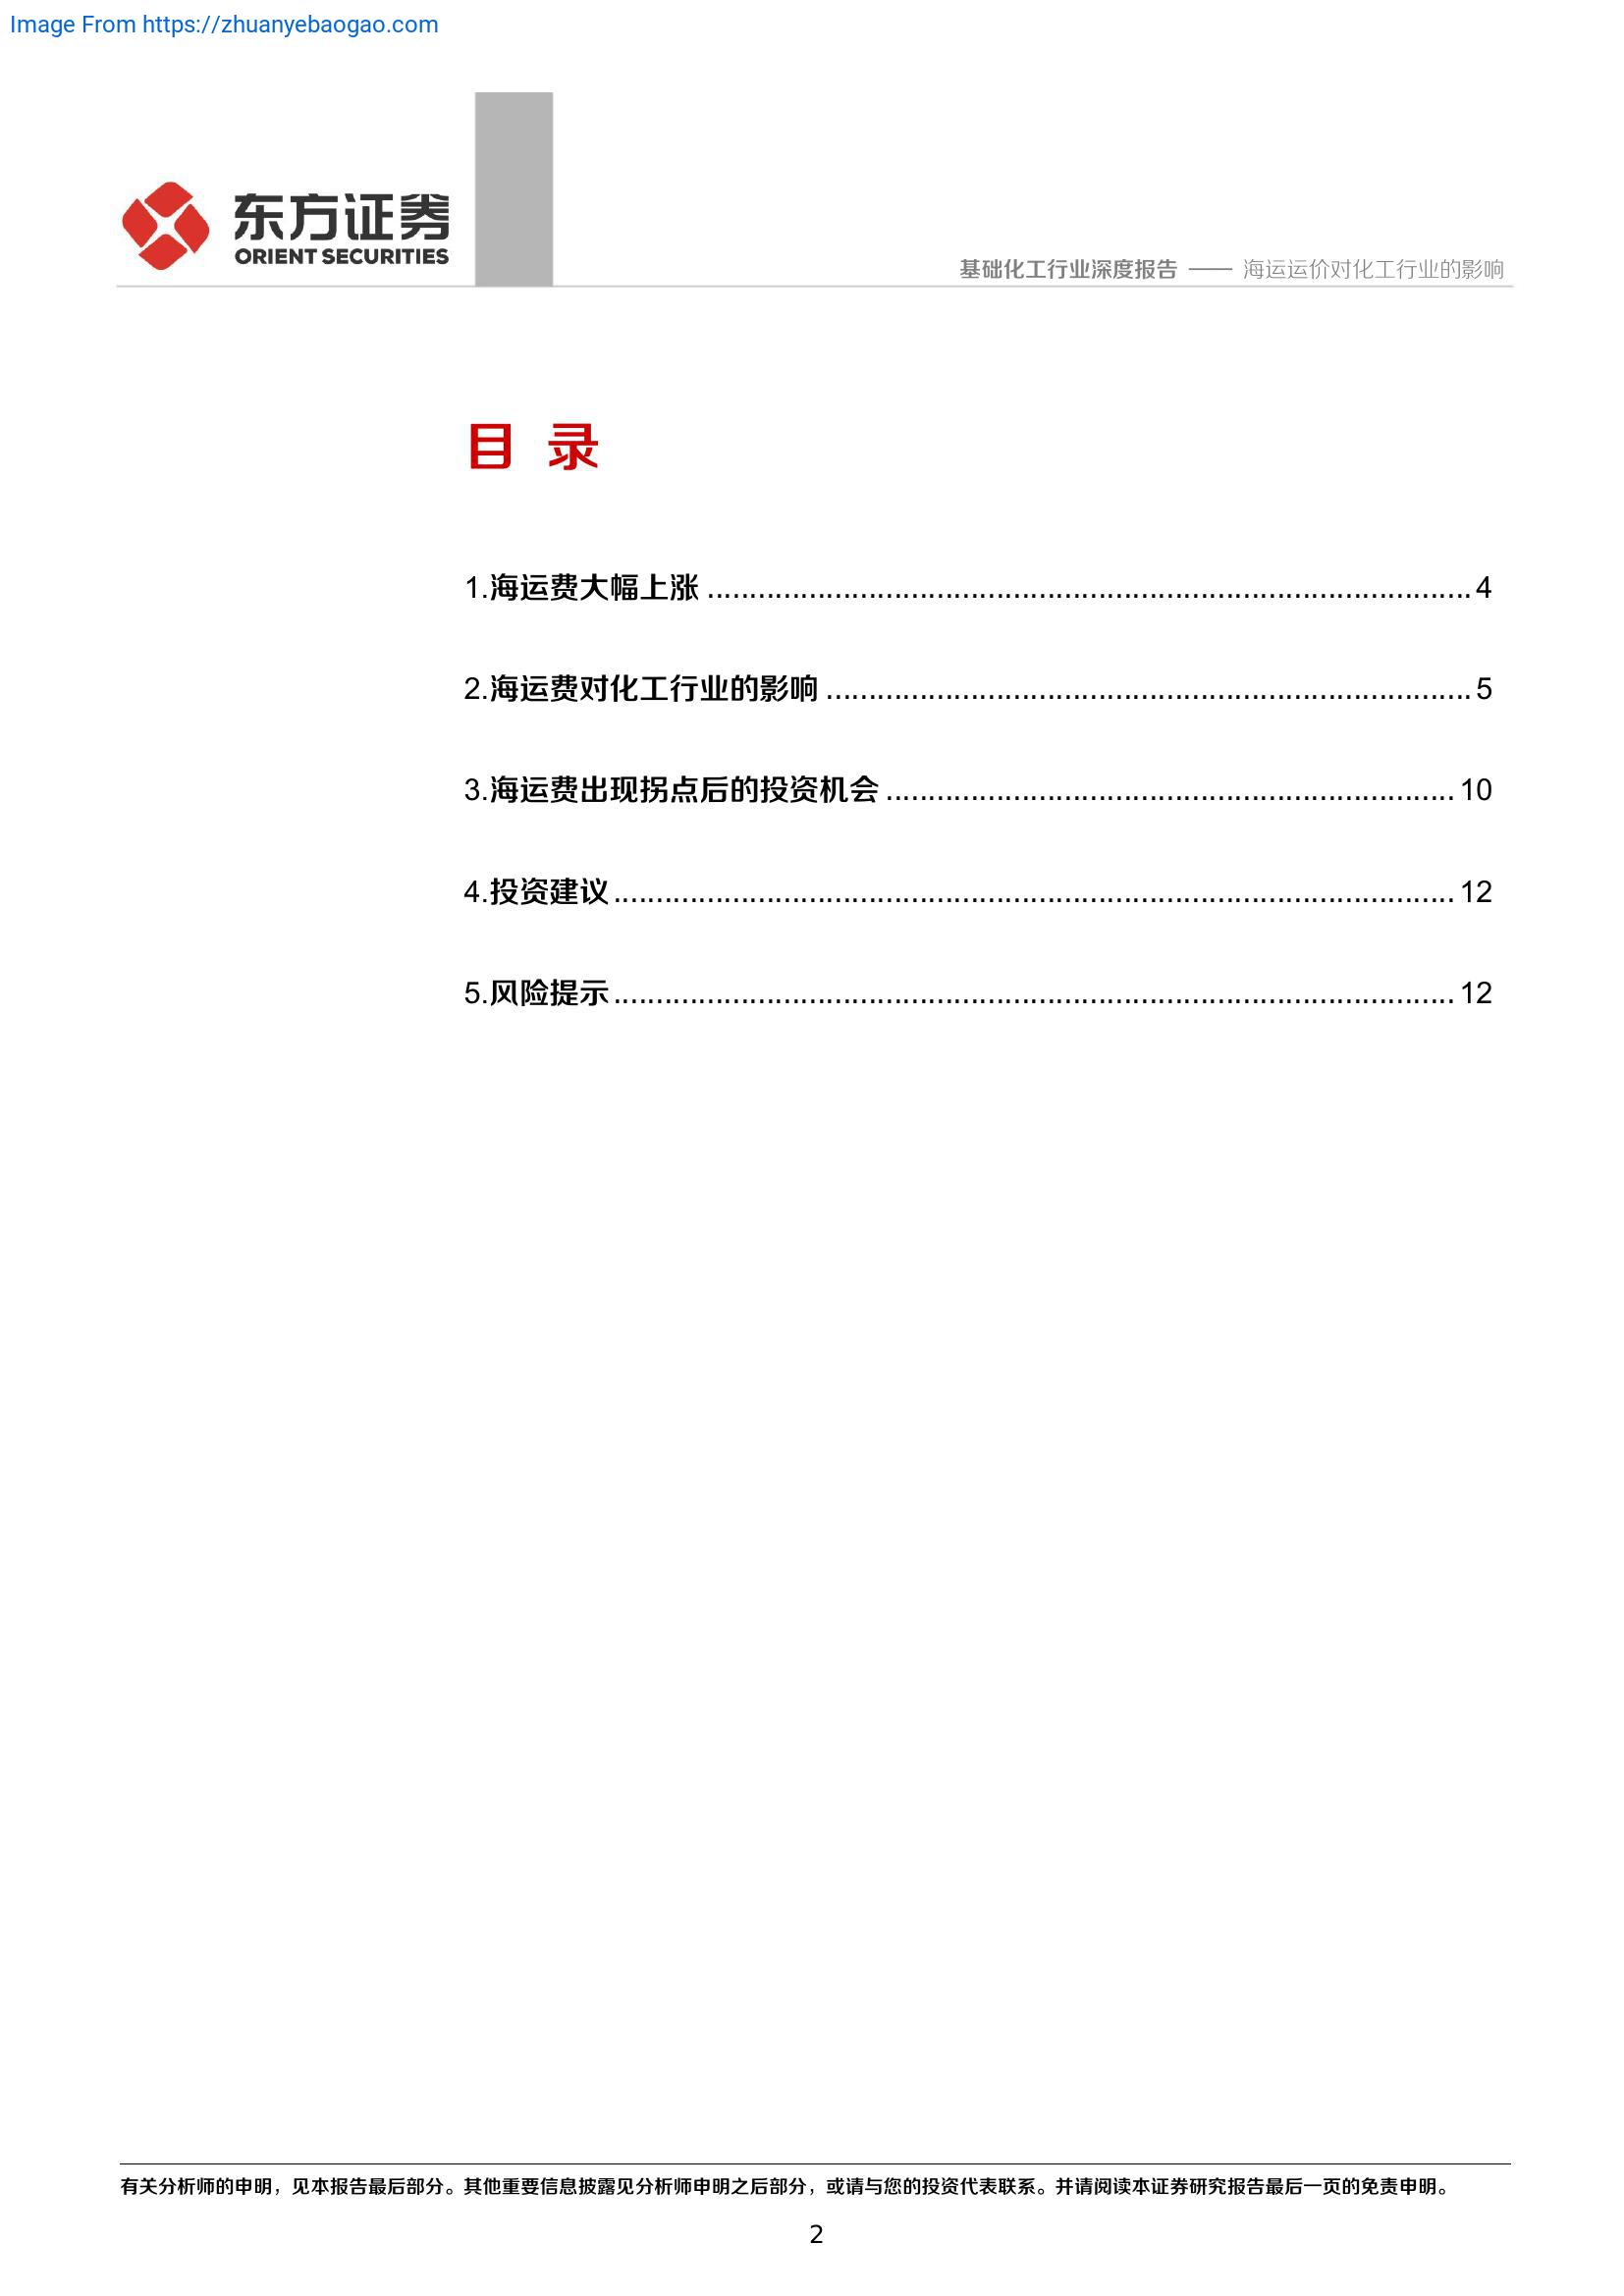 Image From https://zhuanyebaogao.com
东方证券
ORIENT SECURITIES
基础化工行业深度报告 —— 海运运价对化工行业的影响
目 录
1.海运费大幅上涨 ........................................................................................... 4
2.海运费对化工行业的影响 ............................................................................. 5
3.海运费出现拐点后的投资机会 .................................................................... 10
4.投资建议 .................................................................................................... 12
5.风险提示 .................................................................................................... 12
有关分析师的申明，见本报告最后部分。其他重要信息披露见分析师申明之后部分，或请与您的投资代表联系。并请阅读本证券研究报告最后一页的免责申明。
2